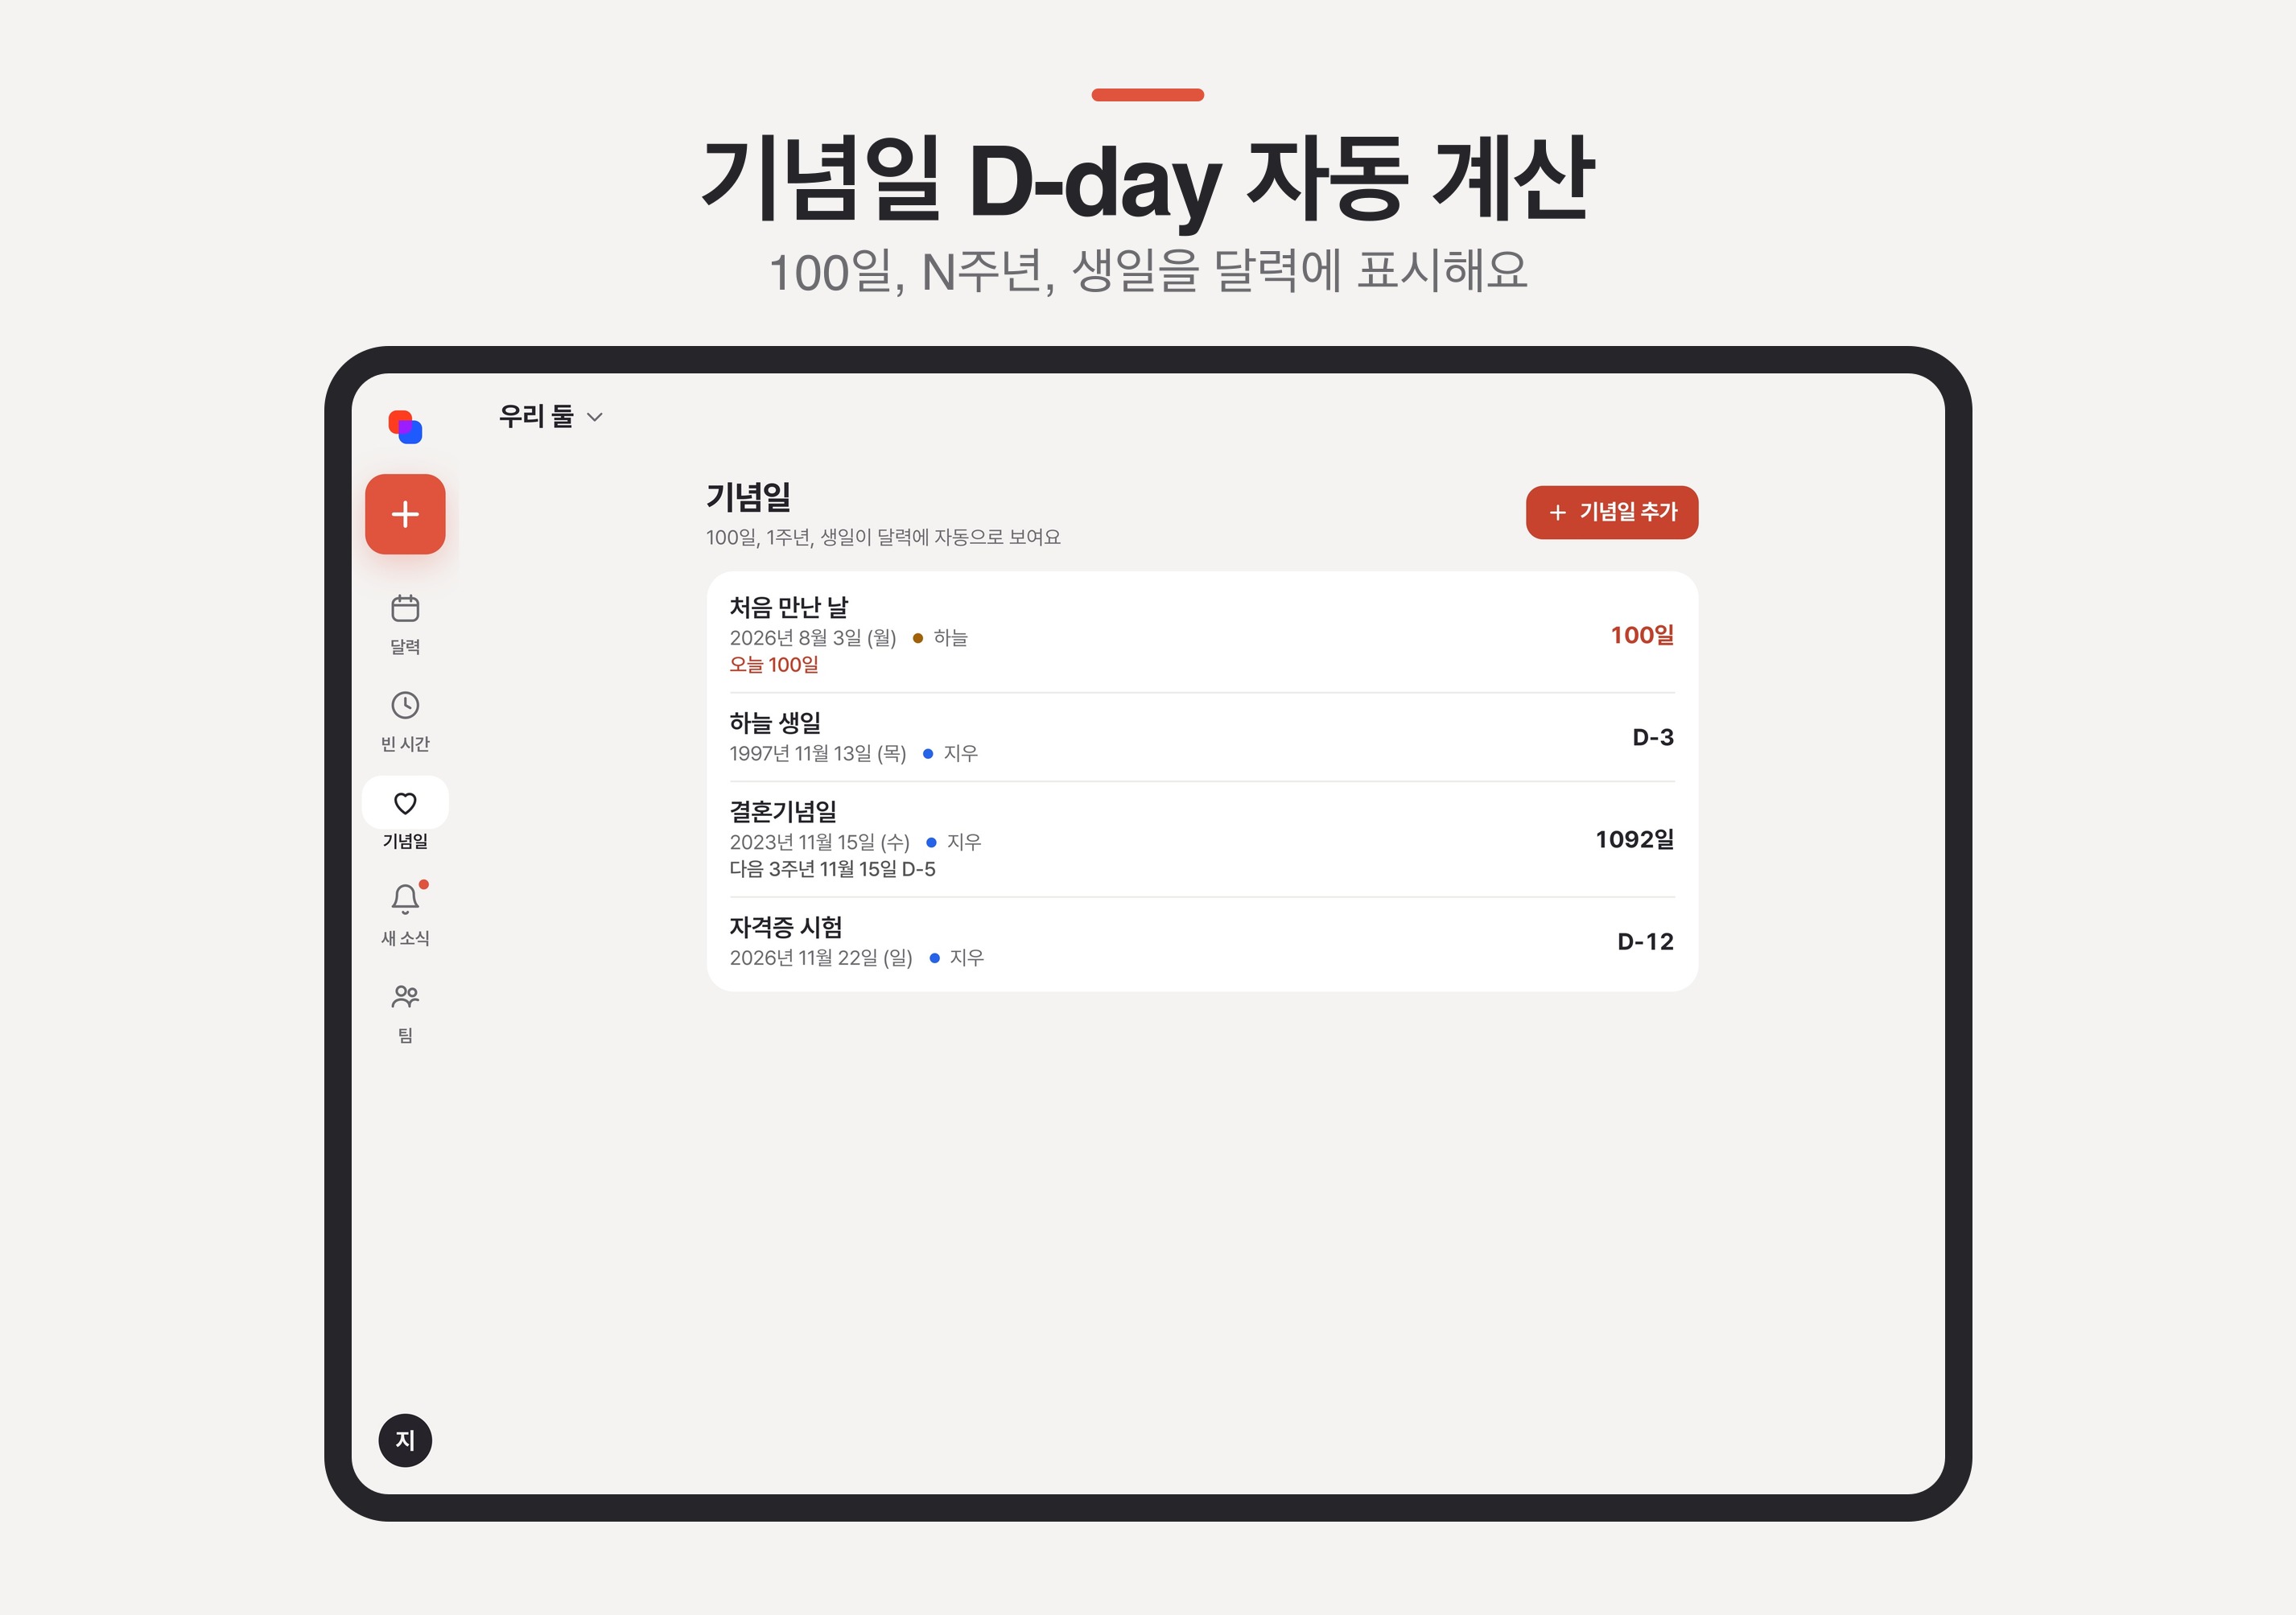 기념일 D-day 자동 계산
100일, N주년, 생일을 달력에 표시해요
우리 둘
기념일
100일, 1주년, 생일이 달력에 자동으로 보여요
기념일 추가
처음 만난 날
2026년 8월 3일 (월) 하늘
오늘 100일
100일
하늘 생일
1997년 11월 13일 (목) 지우
D-3
결혼기념일
2023년 11월 15일 (수) 지우
다음 3주년 11월 15일 D-5
1092일
자격증 시험
2026년 11월 22일 (일) 지우
D-12
달력
빈 시간
기념일
새 소식
팀
지